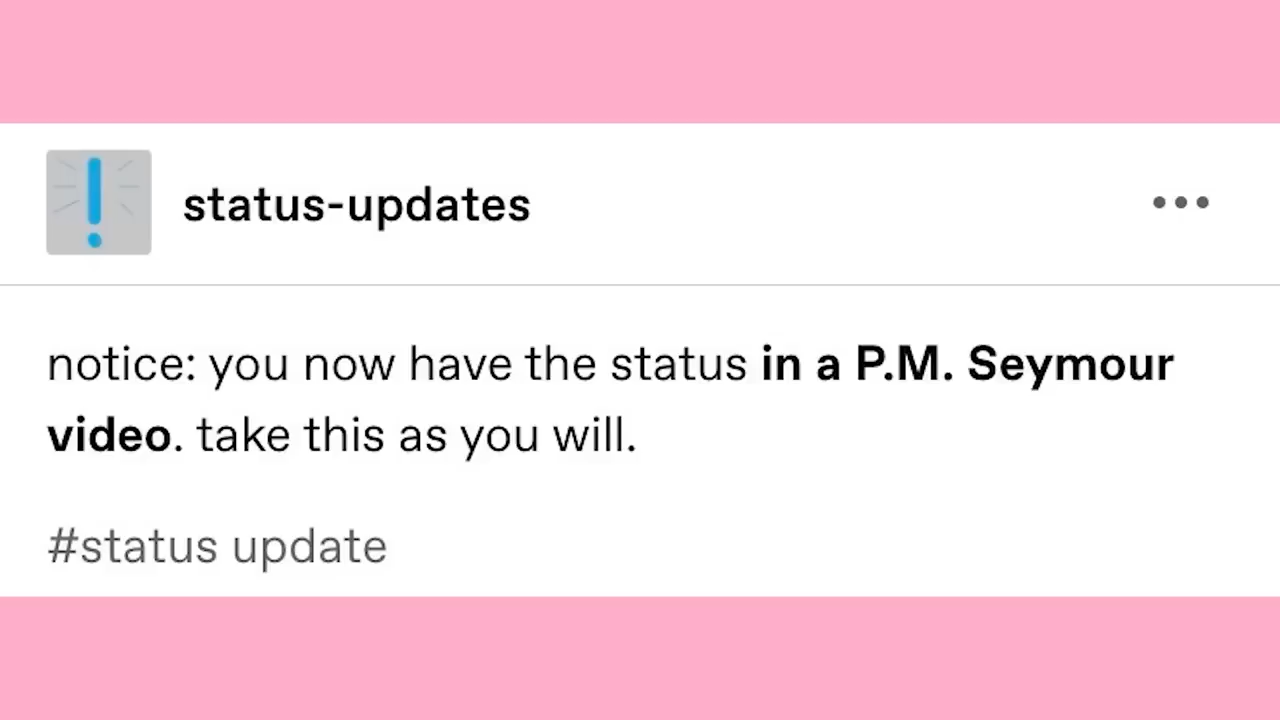 status-updates
notice: you now have the status in a P.M. Seymour
video. take this as you will.
#status update